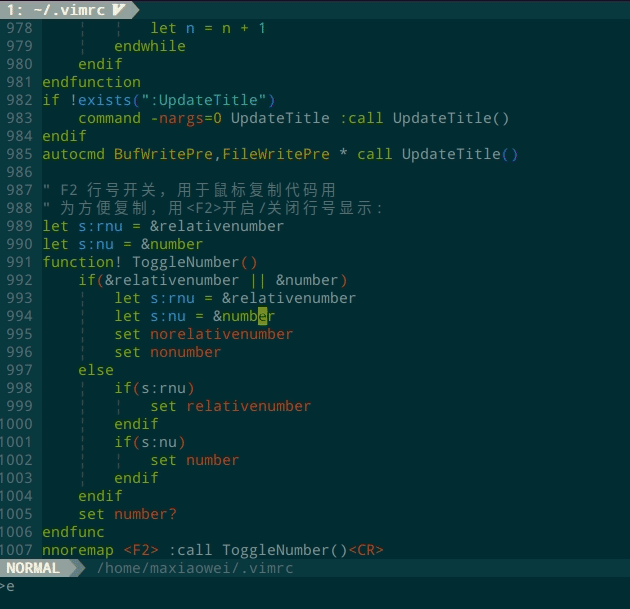 1: ~/.vimrc
978 let n = n + 1
979 endwhile
980 endif
981 endfunction
982 if !exists(":UpdateTitle")
983 command -nargs=0 UpdateTitle :call UpdateTitle()
984 endif
985 autocmd BufWritePre,FileWritePre * call UpdateTitle()
986
987 " F2 行号开关，用于鼠标复制代码用
988 " 为方便复制，用<F2>开启/关闭行号显示:
989 let s:rnu = &relativenumber
990 let s:nu = &number
991 function! ToggleNumber()
992 if(&relativenumber || &number)
993 let s:rnu = &relativenumber
994 let s:nu = &number
995 set norelativenumber
996 set nonumber
997 else
998 if(s:rnu)
999 set relativenumber
1000 endif
1001 if(s:nu)
1002 set number
1003 endif
1004 endif
1005 set number?
1006 endfunc
1007 nnoremap <F2> :call ToggleNumber()<CR>
NORMAL /home/maxiaowei/.vimrc
>e